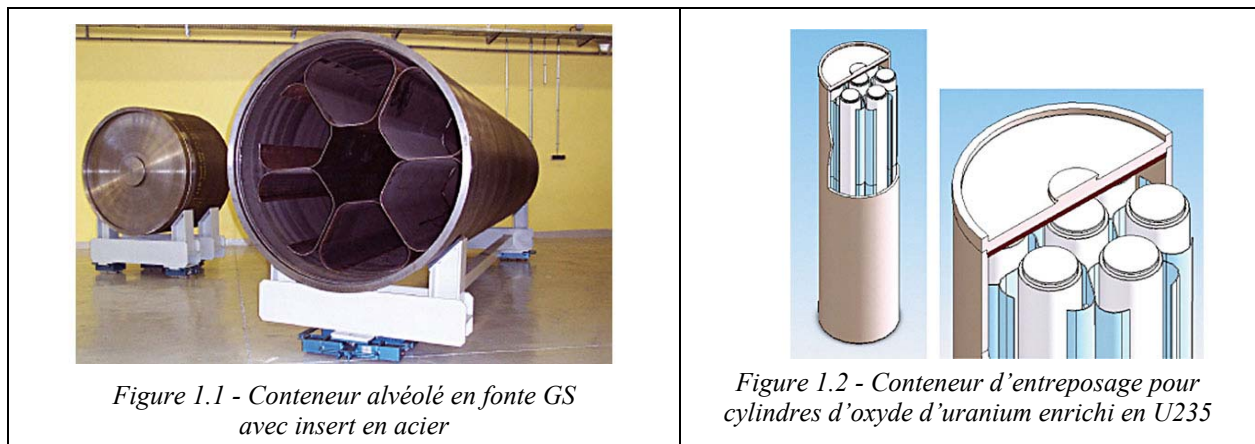 Figure 1.1 - Conteneur alvéolé en fonte GS
avec insert en acier
Figure 1.2 - Conteneur d’entreposage pour
cylindres d’oxyde d’uranium enrichi en U235